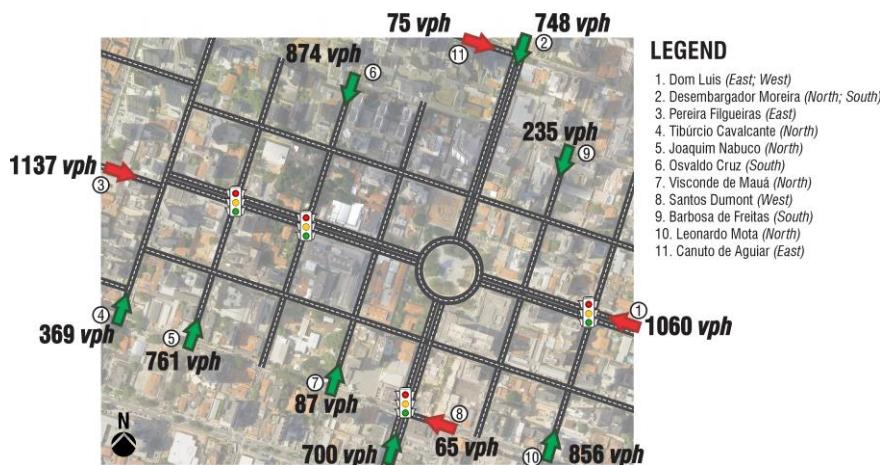 75 vph
748 vph
11
2
874 vph
6
235 vph
9
1137 vph
3
1
1060 vph
4
369 vph
5
761 vph
7
87 vph
8
65 vph
700 vph
10
856 vph
N
LEGEND
1. Dom Luis (East; West)
2. Desembargador Moreira (North; South)
3. Pereira Filgueiras (East)
4. Tibúrcio Cavalcante (North)
5. Joaquim Nabuco (North)
6. Osvaldo Cruz (South)
7. Visconde de Mauá (North)
8. Santos Dumont (West)
9. Barbosa de Freitas (South)
10. Leonardo Mota (North)
11. Canuto de Aguiar (East)